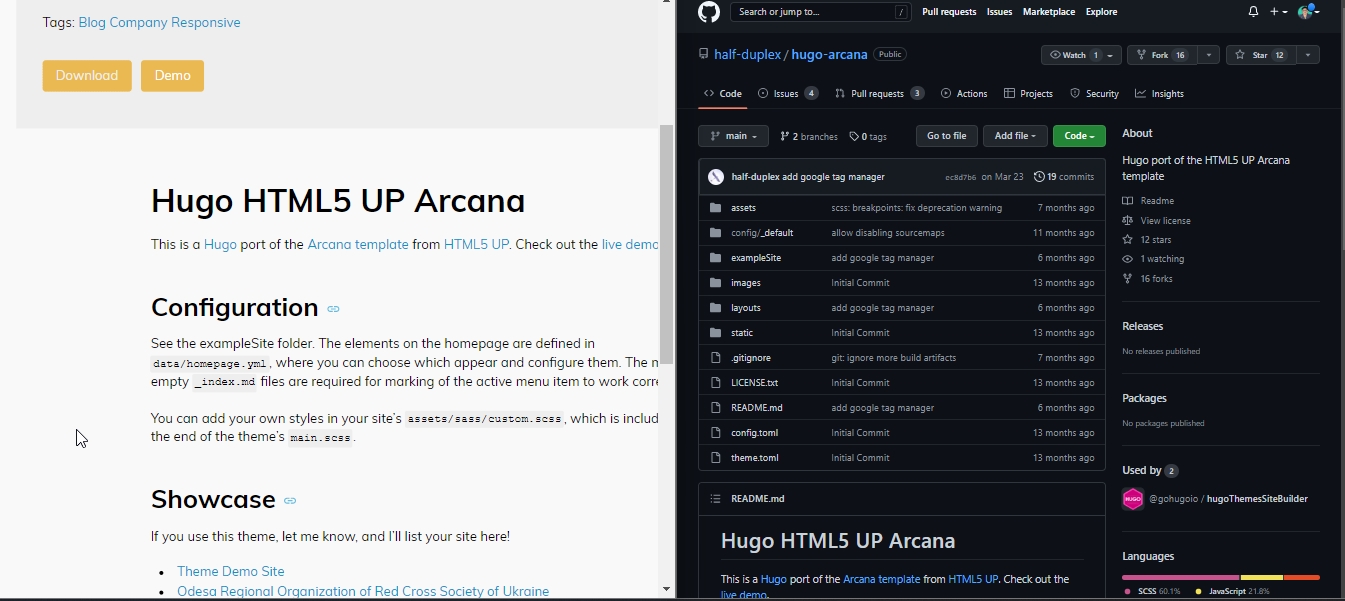 Tags: Blog Company Responsive
Download Demo
Hugo HTML5 UP Arcana
This is a Hugo port of the Arcana template from HTML5 UP. Check out the live demo
Configuration
See the exampleSite folder. The elements on the homepage are defined in
data/homepage.yml, where you can choose which appear and configure them. The
empty _index.md files are required for marking of the active menu item to work
You can add your own styles in your site's assets/sass/custom.scss, which is
the end of the theme's main.scss.
Showcase
If you use this theme, let me know, and I'll list your site here!
• Theme Demo Site
• Odesa Regional Organization of Red Cross Society of Ukraine
Search or jump to... / Pull requests Issues Marketplace Explore
half-duplex / hugo-arcana Public Watch 1 Fork 16 Star 12
Code Issues 4 Pull requests 3 Actions Projects Security Insights
main 2 branches 0 tags Go to file Add file Code
half-duplex add google tag manager ec8d7b6 on Mar 23 19 commits
assets scss: breakpoints: fix deprecation warning 7 months ago
config/_default allow disabling sourcemaps 11 months ago
exampleSite add google tag manager 6 months ago
images Initial Commit 13 months ago
layouts add google tag manager 6 months ago
static Initial Commit 13 months ago
.gitignore git: ignore more build artifacts 7 months ago
LICENSE.txt Initial Commit 13 months ago
README.md add google tag manager 6 months ago
config.toml Initial Commit 13 months ago
theme.toml Initial Commit 13 months ago
README.md
Hugo HTML5 UP Arcana
This is a Hugo port of the Arcana template from HTML5 UP. Check out the
live demo.
About
Hugo port of the HTML5 UP Arcana
template
Readme
View license
12 stars
1 watching
16 forks
Releases
No releases published
Packages
No packages published
Used by 2
HUGO @gohugoio / hugoThemesSiteBuilder
Languages
SCSS 60.1% JavaScript 21.8%